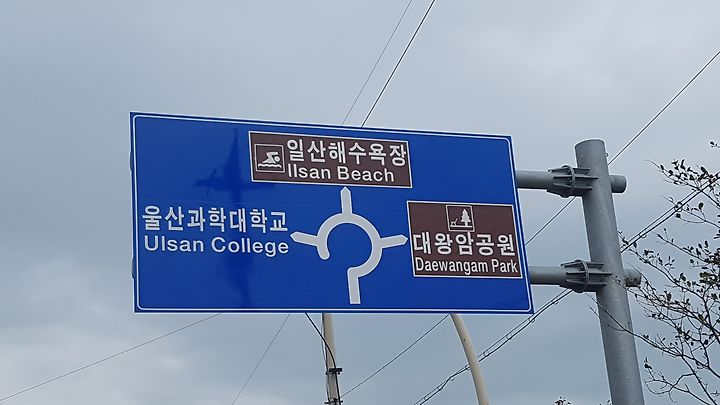 일산해수욕장
Ilsan Beach
울산과학대학교
Ulsan College
대왕암공원
Daewangam Park